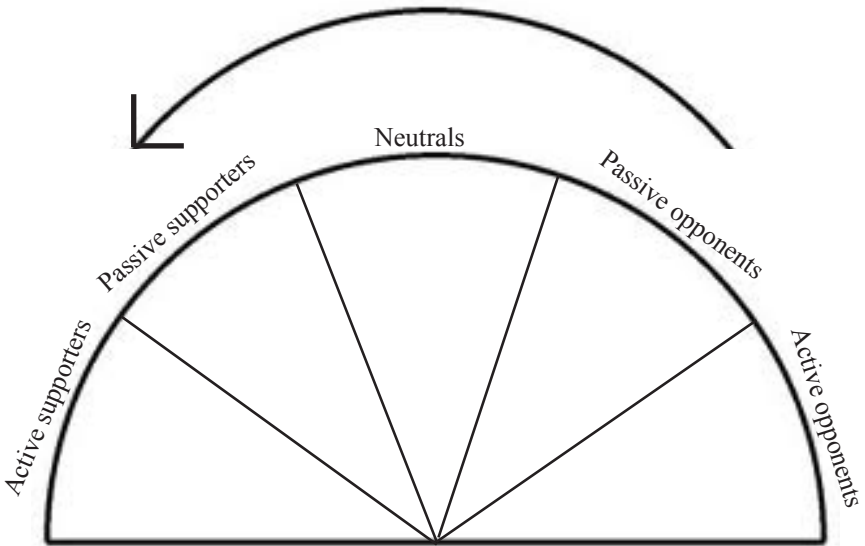 Active supporters
Passive supporters
Neutrals
Passive opponents
Active opponents